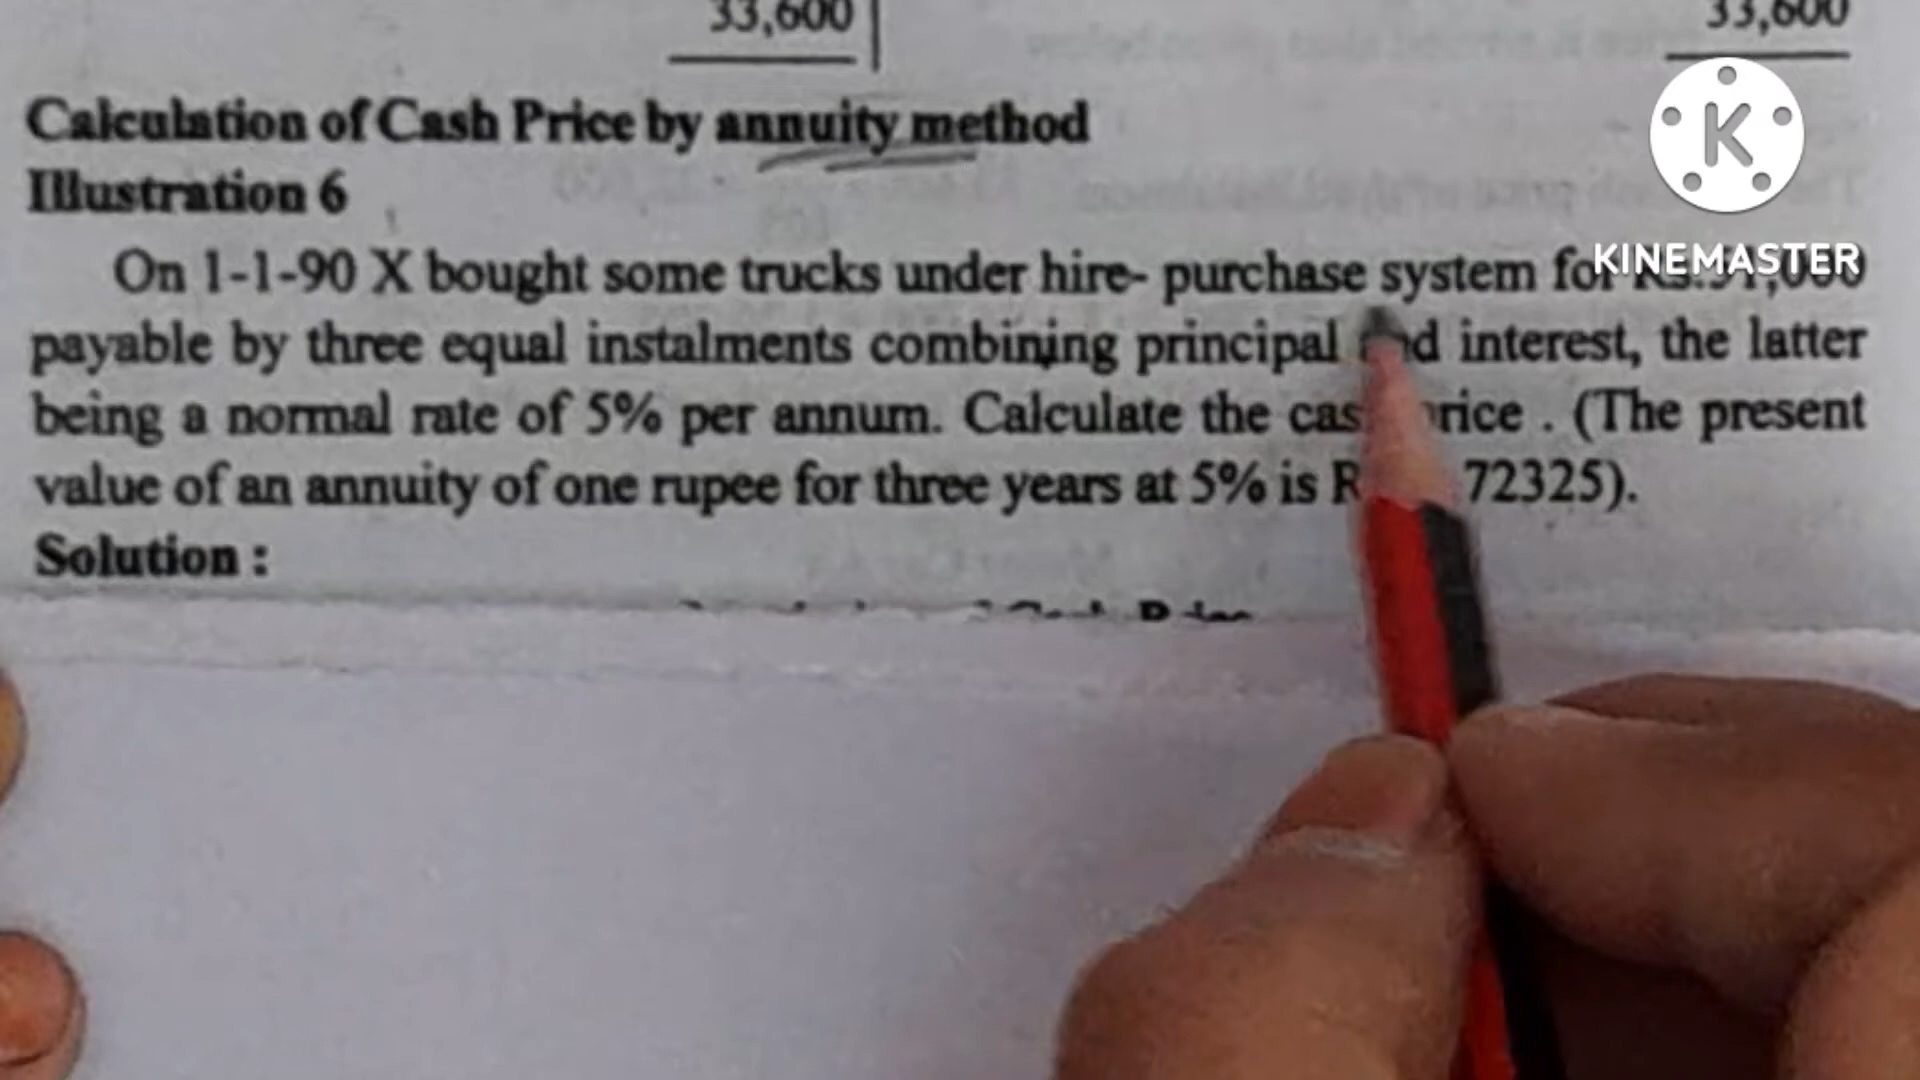 33,600 33,600
Calculation of Cash Price by annuity method
Illustration 6
K
KINEMASTER
On 1-1-90 X bought some trucks under hire- purchase system for
payable by three equal instalments combining principal and interest, the latter
being a normal rate of 5% per annum. Calculate the cash price . (The present
value of an annuity of one rupee for three years at 5% is 72325).
Solution :